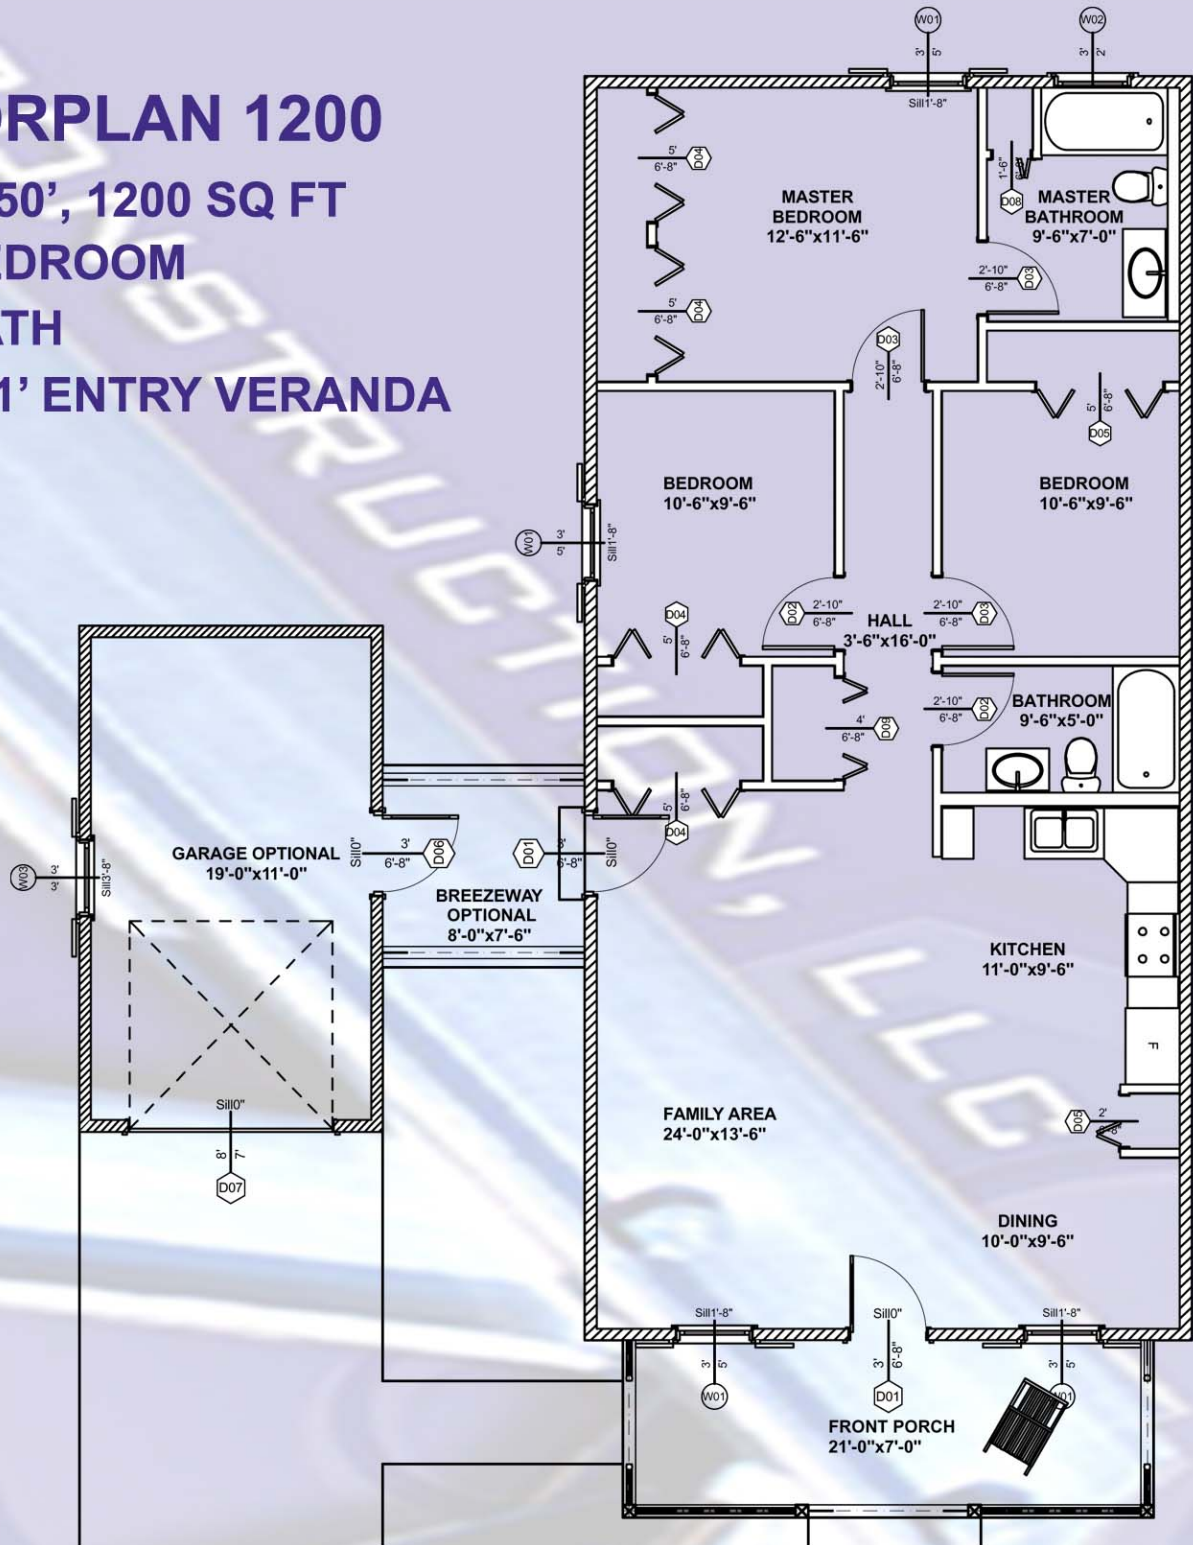 ORPLAN 1200
50’, 1200 SQ FT
EDROOM
ATH
1’ ENTRY VERANDA
CONSTRUCTION, LLC
W01
3'
5'
Sill1'-8"
W02
3'
2'
5'
6'-8"
D04
MASTER
BEDROOM
12'-6"x11'-6"
1'-6"
D08
MASTER
BATHROOM
9'-6"x7'-0"
2'-10"
6'-8"
D03
5'
6'-8"
D04
D03
2'-10"
6'-8"
5'
6'-8"
D05
BEDROOM
10'-6"x9'-6"
BEDROOM
10'-6"x9'-6"
W01
3'
5'
Sill1'-8"
D04
5'
6'-8"
D02
2'-10"
6'-8"
HALL
3'-6"x16'-0"
2'-10"
6'-8"
D03
2'-10"
6'-8"
D02
BATHROOM
9'-6"x5'-0"
4'
6'-8"
D09
5'
6'-8"
D04
GARAGE OPTIONAL
19'-0"x11'-0"
W03
3'
3'
Sill3'-8"
Sill0"
3'
6'-8"
D06
D01
3'
6'-8"
Sill0"
BREEZEWAY
OPTIONAL
8'-0"x7'-6"
KITCHEN
11'-0"x9'-6"
F
FAMILY AREA
24'-0"x13'-6"
D05
2'
6'-8"
Sill0"
8'
7'
D07
DINING
10'-0"x9'-6"
Sill1'-8"
3'
5'
W01
Sill0"
3'
6'-8"
D01
Sill1'-8"
3'
5'
W01
FRONT PORCH
21'-0"x7'-0"